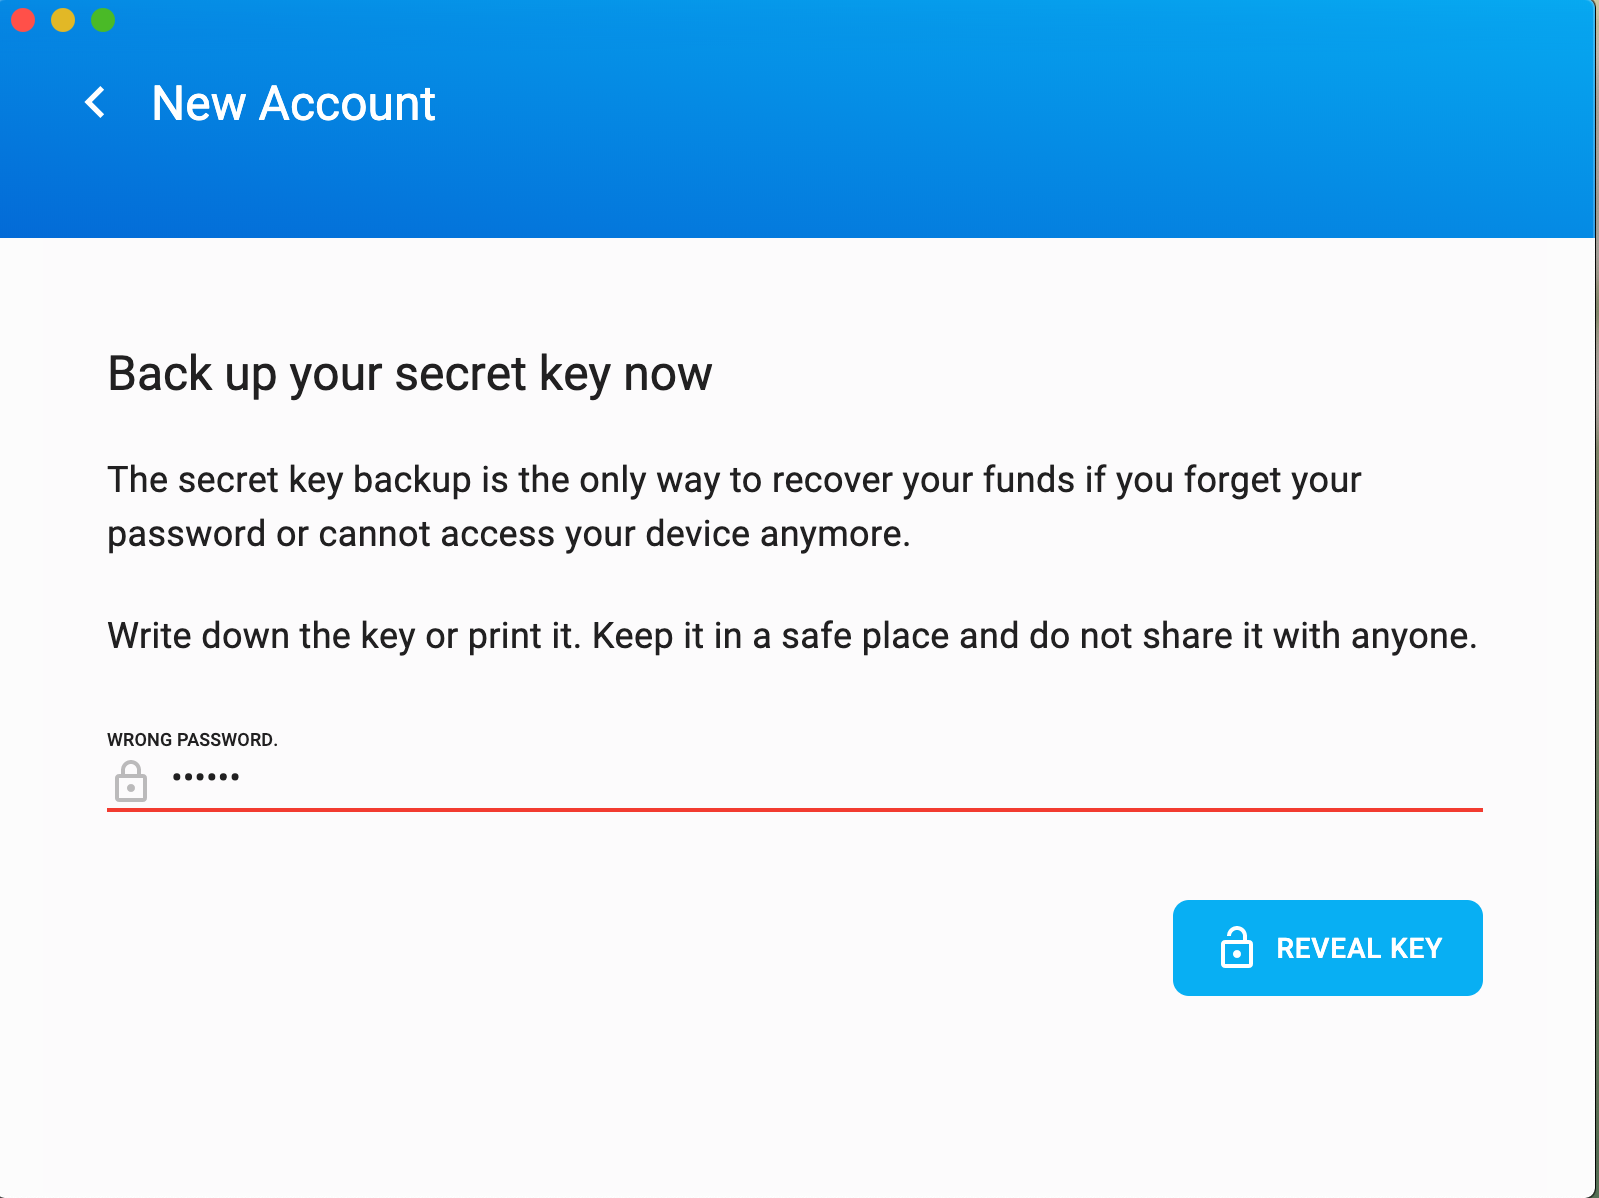 New Account
Back up your secret key now
The secret key backup is the only way to recover your funds if you forget your
password or cannot access your device anymore.
Write down the key or print it. Keep it in a safe place and do not share it with anyone.
WRONG PASSWORD.
••••••
REVEAL KEY